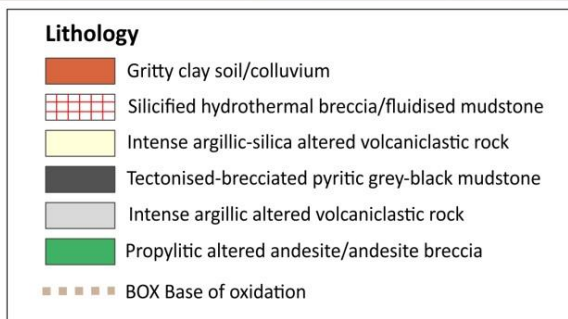 Lithology
Gritty clay soil/colluvium
Silicified hydrothermal breccia/fluidised mudstone
Intense argillic-silica altered volcaniclastic rock
Tectonised-brecciated pyritic grey-black mudstone
Intense argillic altered volcaniclastic rock
Propylitic altered andesite/andesite breccia
BOX Base of oxidation